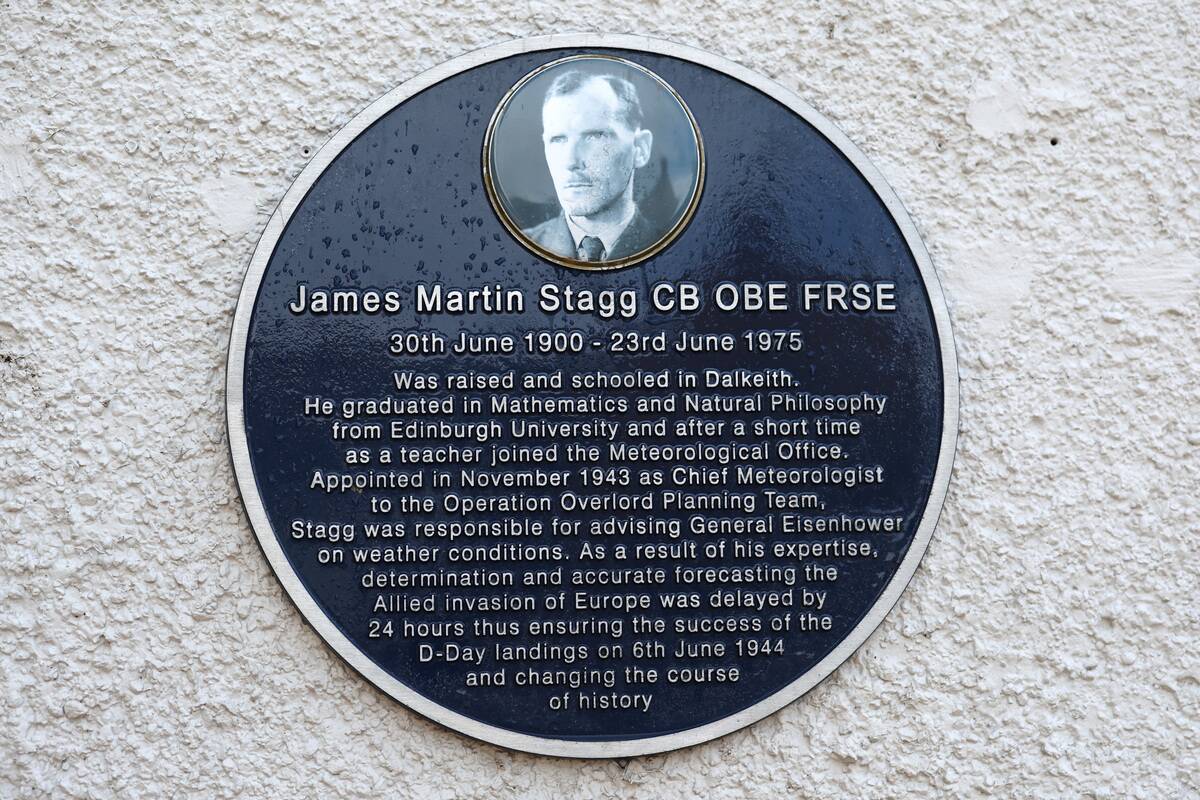 James Martin Stagg CB OBE FRSE
30th June 1900 - 23rd June 1975
Was raised and schooled in Dalkeith.
He graduated in Mathematics and Natural Philosophy
from Edinburgh University and after a short time
as a teacher joined the Meteorological Office.
Appointed in November 1943 as Chief Meteorologist
to the Operation Overlord Planning Team,
Stagg was responsible for advising General Eisenhower
on weather conditions. As a result of his expertise,
determination and accurate forecasting the
Allied invasion of Europe was delayed by
24 hours thus ensuring the success of the
D-Day landings on 6th June 1944
and changing the course
of history